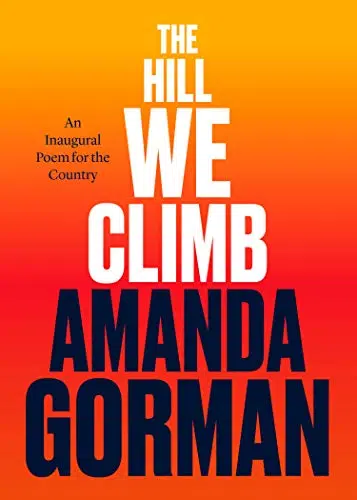 THE
HILL
WE
CLIMB
An
Inaugural
Poem for the
Country
AMANDA
GORMAN